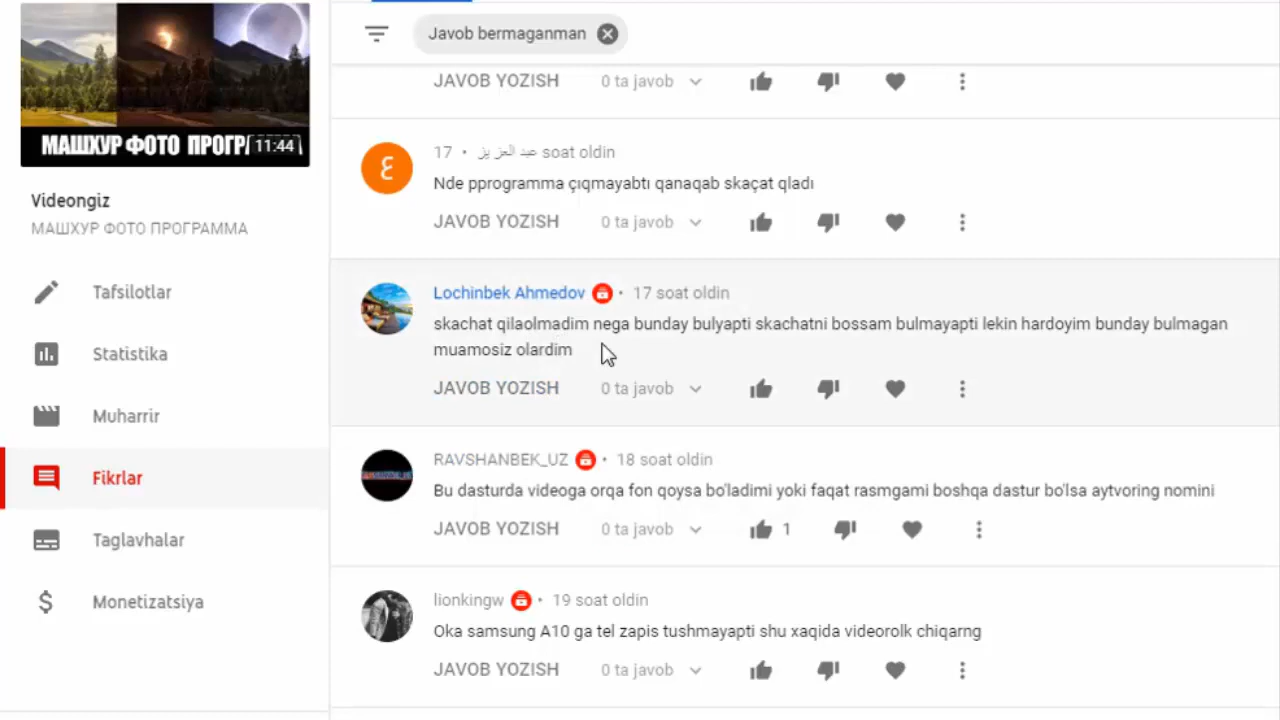 МАШХУР ФОТО ПРОГР
11:44
Videongiz
МАШХУР ФОТО ПРОГРАММА
Tafsilotlar
Statistika
Muharrir
Fikrlar
Taglavhalar
Monetizatsiya
Javob bermaganman
JAVOB YOZISH 0 ta javob
ع
17 • عبد العزيز soat oldin
Nde pprogramma çıqmayabtı qanaqab skaçat qladı
JAVOB YOZISH 0 ta javob
Lochinbek Ahmedov • 17 soat oldin
skachat qilaolmadim nega bunday bulyapti skachatni bossam bulmayapti lekin hardoyim bunday bulmagan
muamosiz olardim
JAVOB YOZISH 0 ta javob
RAVSHANBEK_UZ • 18 soat oldin
Bu dasturda videoga orqa fon qoysa bo'ladimi yoki faqat rasmgami boshqa dastur bo'lsa aytvoring nomini
JAVOB YOZISH 0 ta javob 1
lionkingw • 19 soat oldin
Oka samsung A10 ga tel zapis tushmayapti shu xaqida videorolk chiqarng
JAVOB YOZISH 0 ta javob